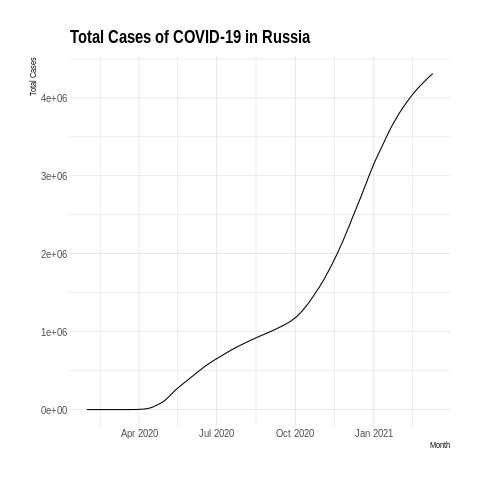 Total Cases of COVID-19 in Russia
Total Cases
4e+06
3e+06
2e+06
1e+06
0e+00
Apr 2020 Jul 2020 Oct 2020 Jan 2021
Month